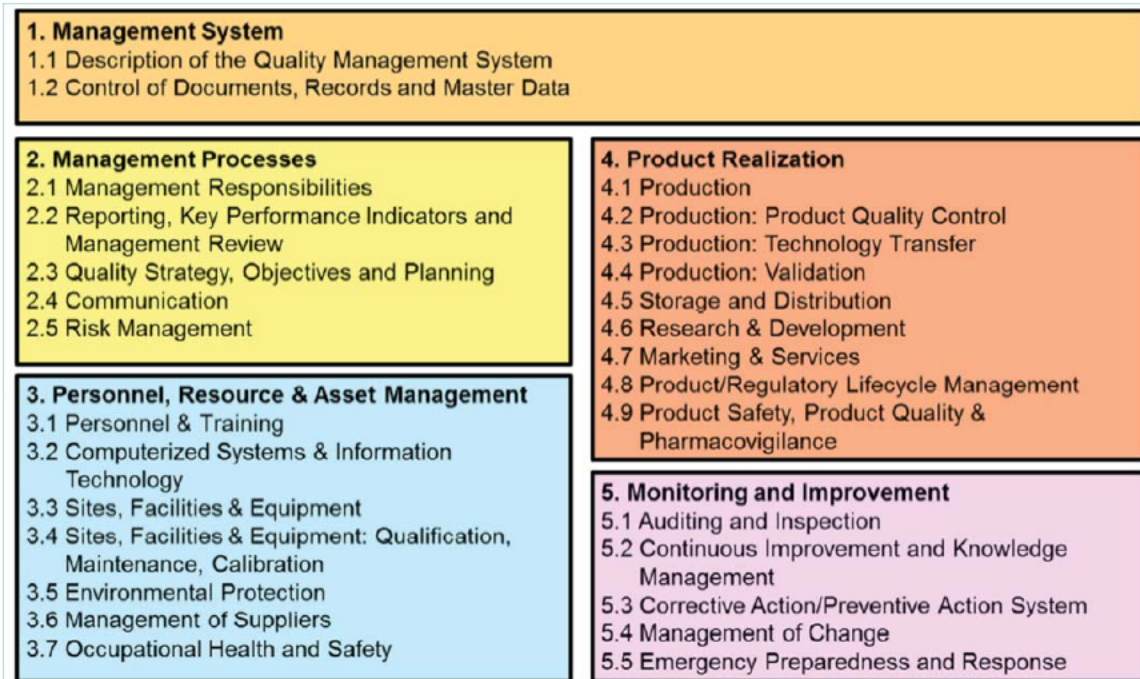 1. Management System
1.1 Description of the Quality Management System
1.2 Control of Documents, Records and Master Data
2. Management Processes
2.1 Management Responsibilities
2.2 Reporting, Key Performance Indicators and
Management Review
2.3 Quality Strategy, Objectives and Planning
2.4 Communication
2.5 Risk Management
3. Personnel, Resource & Asset Management
3.1 Personnel & Training
3.2 Computerized Systems & Information
Technology
3.3 Sites, Facilities & Equipment
3.4 Sites, Facilities & Equipment: Qualification,
Maintenance, Calibration
3.5 Environmental Protection
3.6 Management of Suppliers
3.7 Occupational Health and Safety
4. Product Realization
4.1 Production
4.2 Production: Product Quality Control
4.3 Production: Technology Transfer
4.4 Production: Validation
4.5 Storage and Distribution
4.6 Research & Development
4.7 Marketing & Services
4.8 Product/Regulatory Lifecycle Management
4.9 Product Safety, Product Quality &
Pharmacovigilance
5. Monitoring and Improvement
5.1 Auditing and Inspection
5.2 Continuous Improvement and Knowledge
Management
5.3 Corrective Action/Preventive Action System
5.4 Management of Change
5.5 Emergency Preparedness and Response